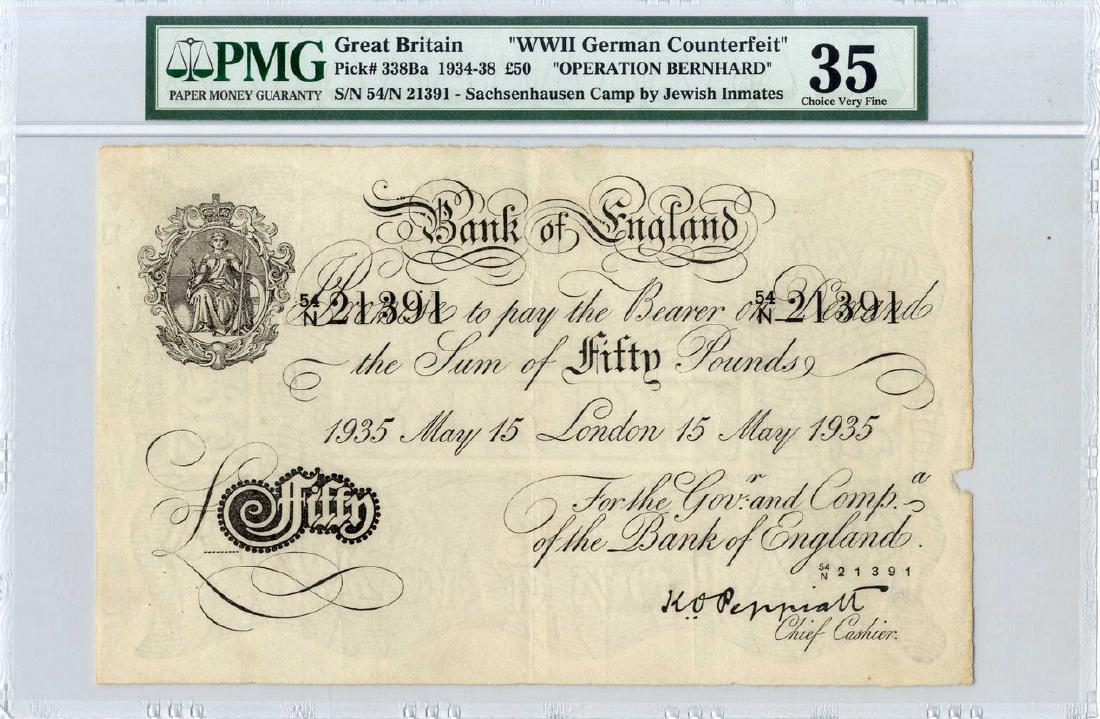 PMG
PAPER MONEY GUARANTY
Great Britain "WWII German Counterfeit"
Pick# 338Ba 1934-38 £50 "OPERATION BERNHARD"
S/N 54/N 21391 - Sachsenhausen Camp by Jewish Inmates
35
Choice Very Fine
Bank of England
I Promise to pay the Bearer on Demand
54/N 21391 54/N 21391
the Sum of Fifty Pounds
1935 May 15 London 15 May 1935
£ Fifty
For the Govr. and Compa.
of the Bank of England.
54/N 21391
K.O. Peppiatt
Chief Cashier.